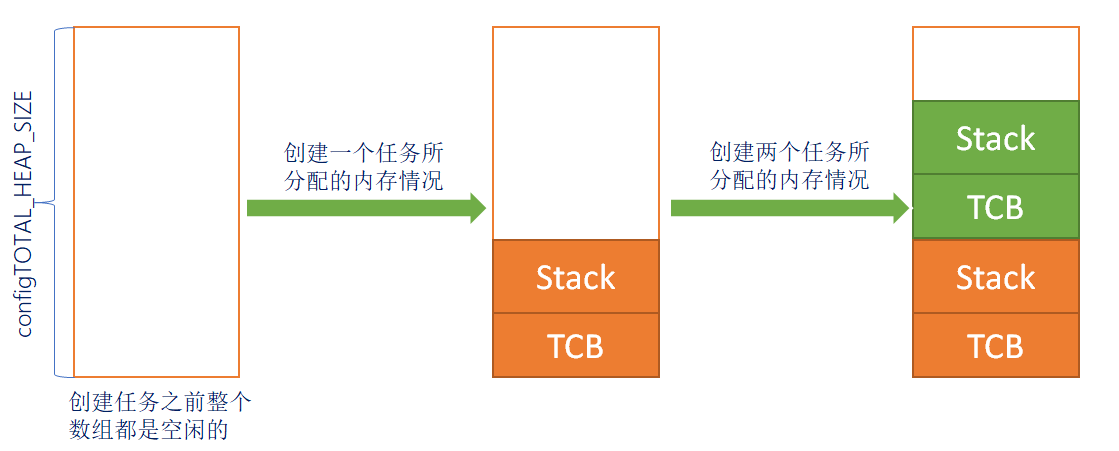 configTOTAL_HEAP_SIZE
创建任务之前整个
数组都是空闲的
创建一个任务所
分配的内存情况
Stack
TCB
创建两个任务所
分配的内存情况
Stack
TCB
Stack
TCB